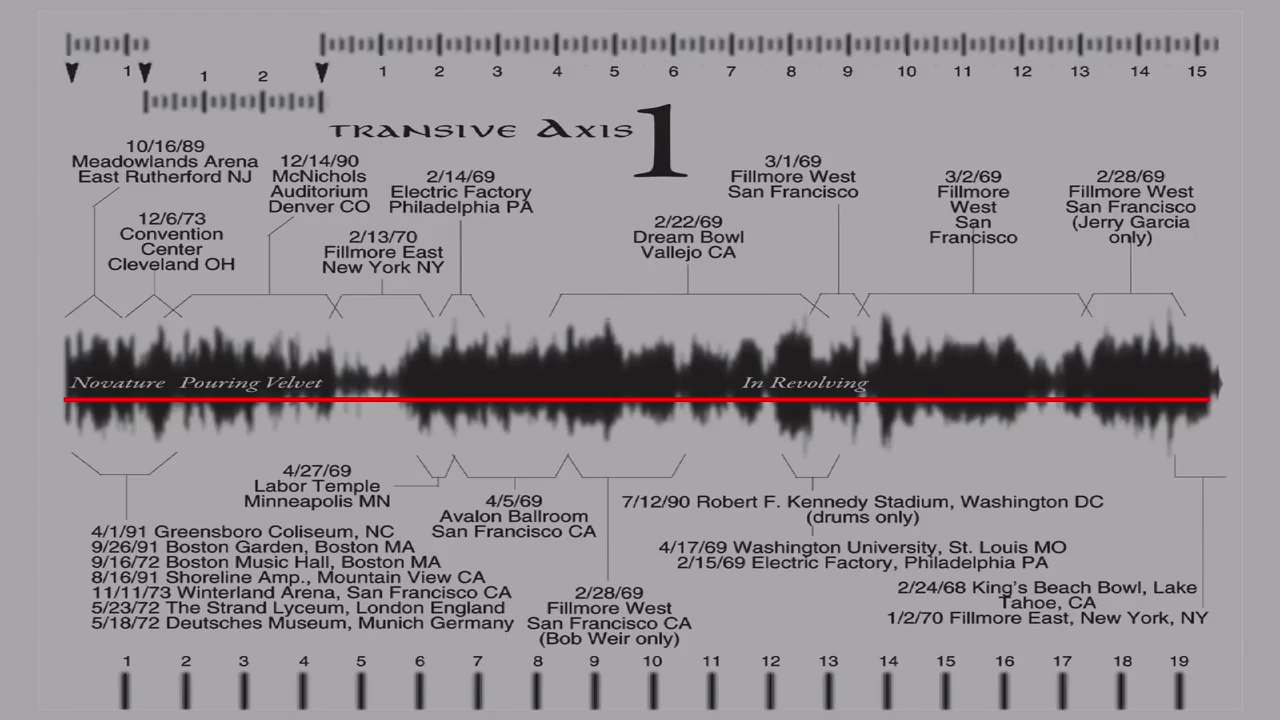 1 1 2 3 4 5 6 7 8 9 10 11 12 13 14 15
1 2
TRANSIVE AXIS 1
10/16/89
Meadowlands Arena
East Rutherford NJ
12/14/90
McNichols
Auditorium
Denver CO
2/14/69
Electric Factory
Philadelphia PA
3/1/69
Fillmore West
San Francisco
3/2/69
Fillmore
West
San
Francisco
2/28/69
Fillmore West
San Francisco
(Jerry Garcia
only)
12/6/73
Convention
Center
Cleveland OH
2/13/70
Fillmore East
New York NY
2/22/69
Dream Bowl
Vallejo CA
Novature Pouring Velvet In Revolving
4/27/69
Labor Temple
Minneapolis MN
4/5/69
Avalon Ballroom
San Francisco CA
7/12/90 Robert F. Kennedy Stadium, Washington DC
(drums only)
4/1/91 Greensboro Coliseum, NC
9/26/91 Boston Garden, Boston MA
9/16/72 Boston Music Hall, Boston MA
8/16/91 Shoreline Amp., Mountain View CA
11/11/73 Winterland Arena, San Francisco CA
5/23/72 The Strand Lyceum, London England
5/18/72 Deutsches Museum, Munich Germany
4/17/69 Washington University, St. Louis MO
2/15/69 Electric Factory, Philadelphia PA
2/28/69
Fillmore West
San Francisco CA
(Bob Weir only)
2/24/68 King's Beach Bowl, Lake
Tahoe, CA
1/2/70 Fillmore East, New York, NY
1 2 3 4 5 6 7 8 9 10 11 12 13 14 15 16 17 18 19